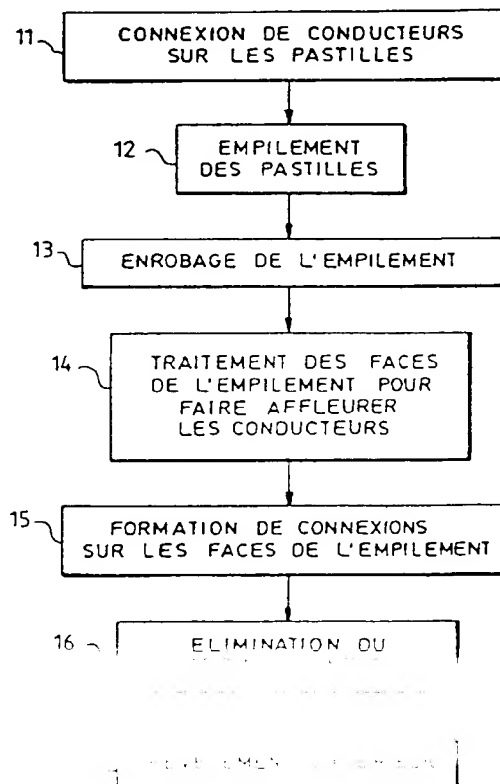 11
CONNEXION DE CONDUCTEURS
SUR LES PASTILLES
12
EMPILEMENT
DES PASTILLES
13
ENROBAGE DE L'EMPILEMENT
14
TRAITEMENT DES FACES
DE L'EMPILEMENT POUR
FAIRE AFFLEURER
LES CONDUCTEURS
15
FORMATION DE CONNEXIONS
SUR LES FACES DE L'EMPILEMENT
16
ELIMINATION DU